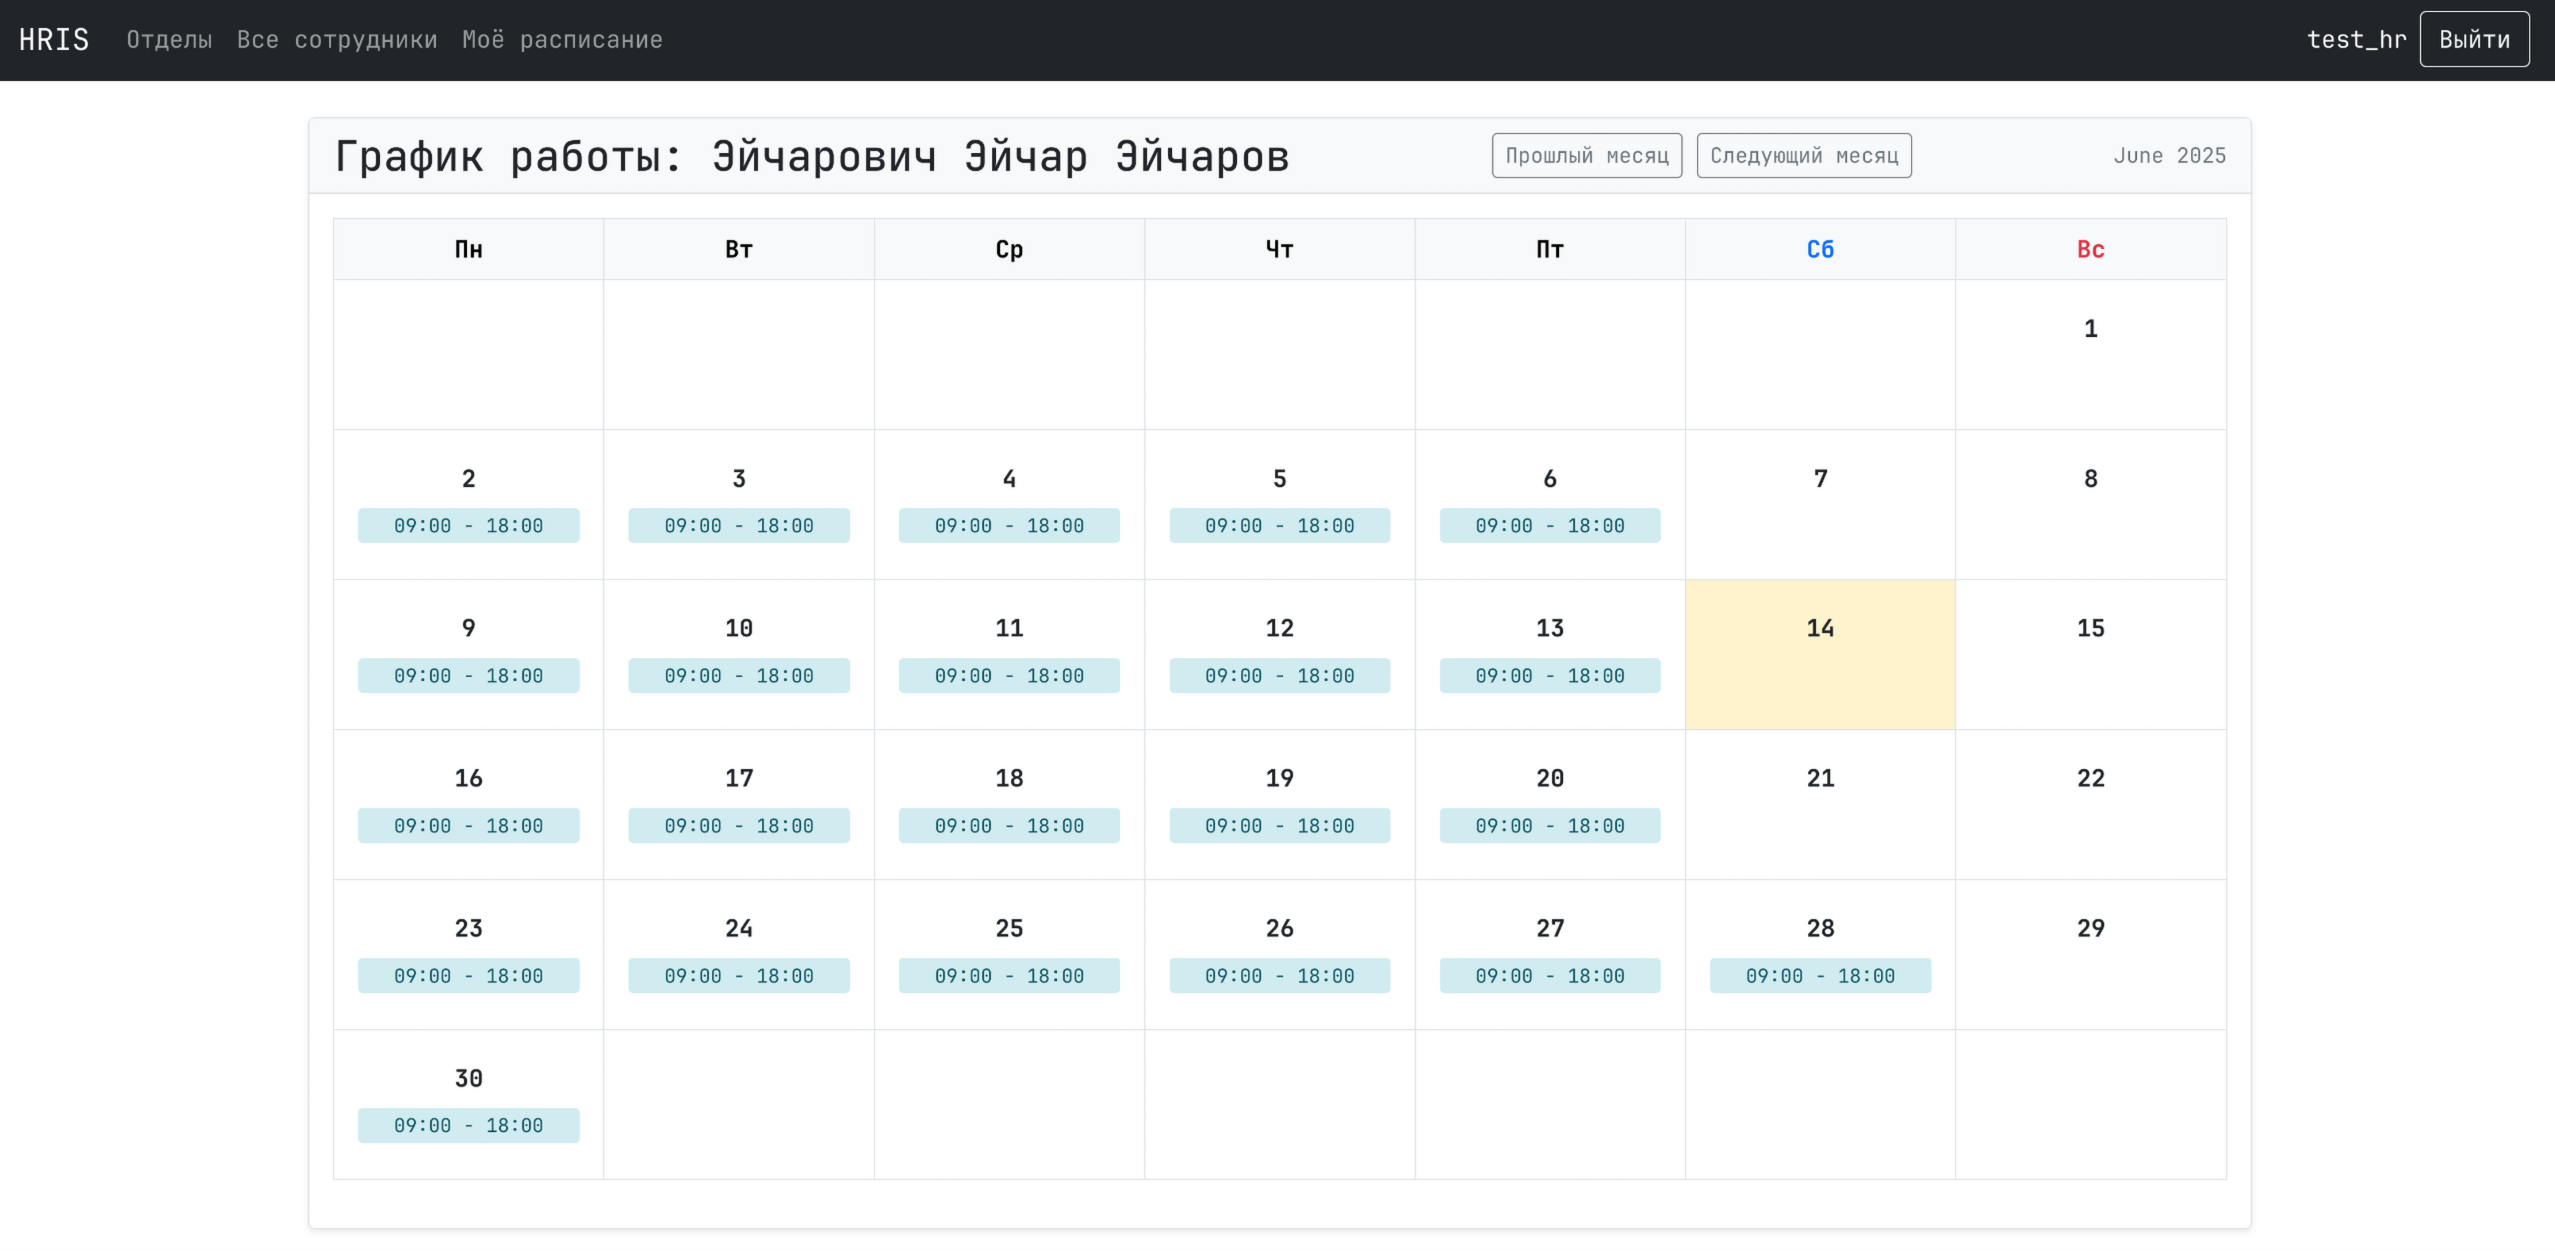 HRIS Отделы Все сотрудники Моё расписание test_hr Выйти
График работы: Эйчарович Эйчар Эйчаров Прошлый месяц Следующий месяц June 2025
Пн Вт Ср Чт Пт Сб Вс
1
2 3 4 5 6 7 8
09:00 - 18:00 09:00 - 18:00 09:00 - 18:00 09:00 - 18:00 09:00 - 18:00
9 10 11 12 13 14 15
09:00 - 18:00 09:00 - 18:00 09:00 - 18:00 09:00 - 18:00 09:00 - 18:00
16 17 18 19 20 21 22
09:00 - 18:00 09:00 - 18:00 09:00 - 18:00 09:00 - 18:00 09:00 - 18:00
23 24 25 26 27 28 29
09:00 - 18:00 09:00 - 18:00 09:00 - 18:00 09:00 - 18:00 09:00 - 18:00 09:00 - 18:00
30
09:00 - 18:00